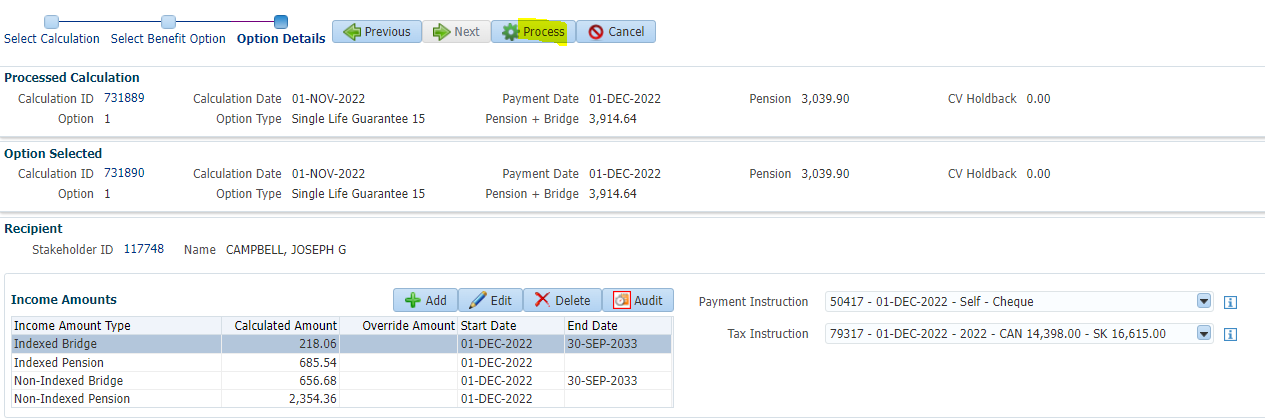 Select Calculation Select Benefit Option Option Details Previous Next Process Cancel
Processed Calculation
Calculation ID 731889 Calculation Date 01-NOV-2022 Payment Date 01-DEC-2022 Pension 3,039.90 CV Holdback 0.00
Option 1 Option Type Single Life Guarantee 15 Pension + Bridge 3,914.64
Option Selected
Calculation ID 731890 Calculation Date 01-NOV-2022 Payment Date 01-DEC-2022 Pension 3,039.90 CV Holdback 0.00
Option 1 Option Type Single Life Guarantee 15 Pension + Bridge 3,914.64
Recipient
Stakeholder ID 117748 Name CAMPBELL, JOSEPH G
Income Amounts Add Edit Delete Audit Payment Instruction 50417 - 01-DEC-2022 - Self - Cheque
Income Amount Type Calculated Amount Override Amount Start Date End Date Tax Instruction 79317 - 01-DEC-2022 - 2022 - CAN 14,398.00 - SK 16,615.00
Indexed Bridge 218.06 01-DEC-2022 30-SEP-2033
Indexed Pension 685.54 01-DEC-2022
Non-Indexed Bridge 656.68 01-DEC-2022 30-SEP-2033
Non-Indexed Pension 2,354.36 01-DEC-2022